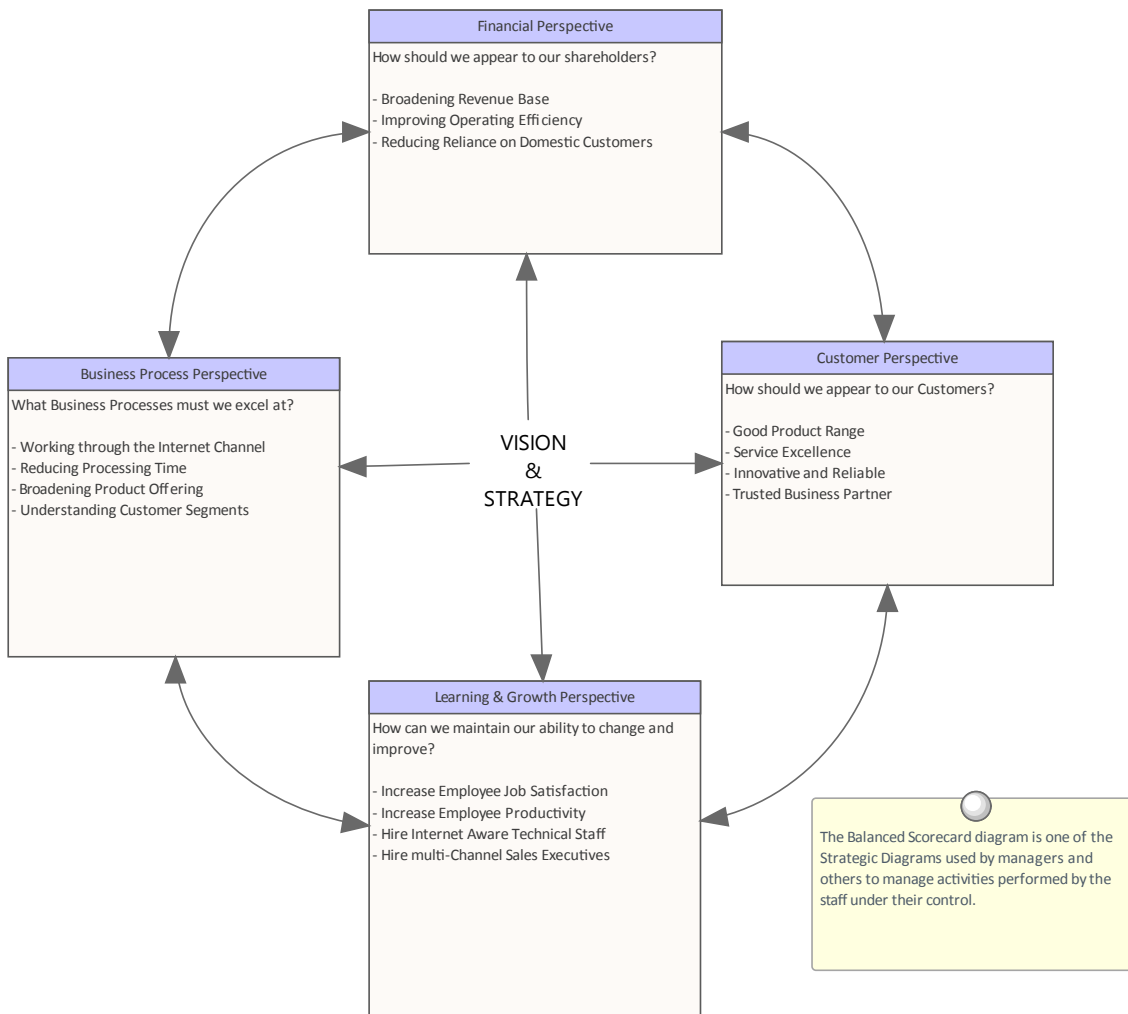 Financial Perspective
How should we appear to our shareholders?
- Broadening Revenue Base
- Improving Operating Efficiency
- Reducing Reliance on Domestic Customers
Business Process Perspective
What Business Processes must we excel at?
- Working through the Internet Channel
- Reducing Processing Time
- Broadening Product Offering
- Understanding Customer Segments
VISION
&
STRATEGY
Customer Perspective
How should we appear to our Customers?
- Good Product Range
- Service Excellence
- Innovative and Reliable
- Trusted Business Partner
Learning & Growth Perspective
How can we maintain our ability to change and
improve?
- Increase Employee Job Satisfaction
- Increase Employee Productivity
- Hire Internet Aware Technical Staff
- Hire multi-Channel Sales Executives
The Balanced Scorecard diagram is one of the
Strategic Diagrams used by managers and
others to manage activities performed by the
staff under their control.